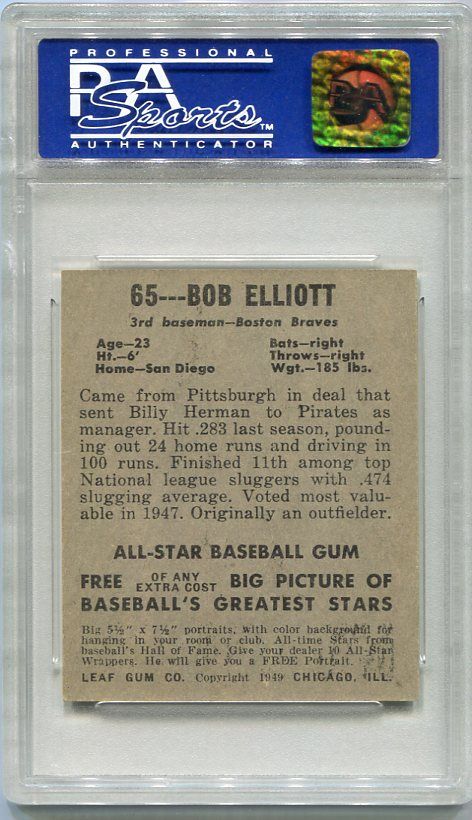 PROFESSIONAL
PSA
Sports™
AUTHENTICATOR
PSA
65---BOB ELLIOTT
3rd baseman—Boston Braves
Age—23 Bats—right
Ht.—6' Throws—right
Home—San Diego Wgt.—185 lbs.
Came from Pittsburgh in deal that
sent Billy Herman to Pirates as
manager. Hit .283 last season, pound-
ing out 24 home runs and driving in
100 runs. Finished 11th among top
National league sluggers with .474
slugging average. Voted most valu-
able in 1947. Originally an outfielder.
ALL-STAR BASEBALL GUM
FREE OF ANY EXTRA COST BIG PICTURE OF
BASEBALL'S GREATEST STARS
Big 5½" x 7½" portraits, with color background for
hanging in your room or club. All-time Stars from
baseball's Hall of Fame. Give your dealer 10 All-Star
Wrappers. He will give you a FREE Portrait.
LEAF GUM CO. Copyright 1949 CHICAGO, ILL.